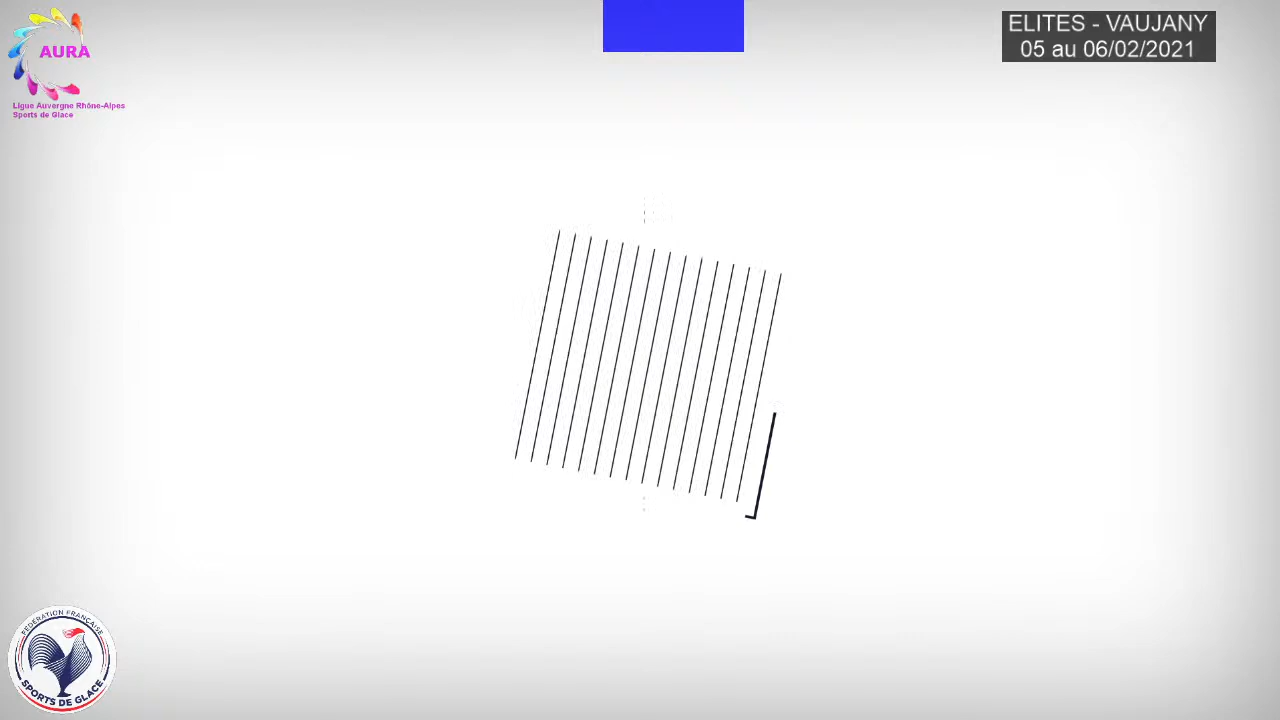 AURA
Ligue Auvergne Rhône-Alpes
Sports de Glace
ELITES - VAUJANY
05 au 06/02/2021
FÉDÉRATION FRANÇAISE
SPORTS DE GLACE